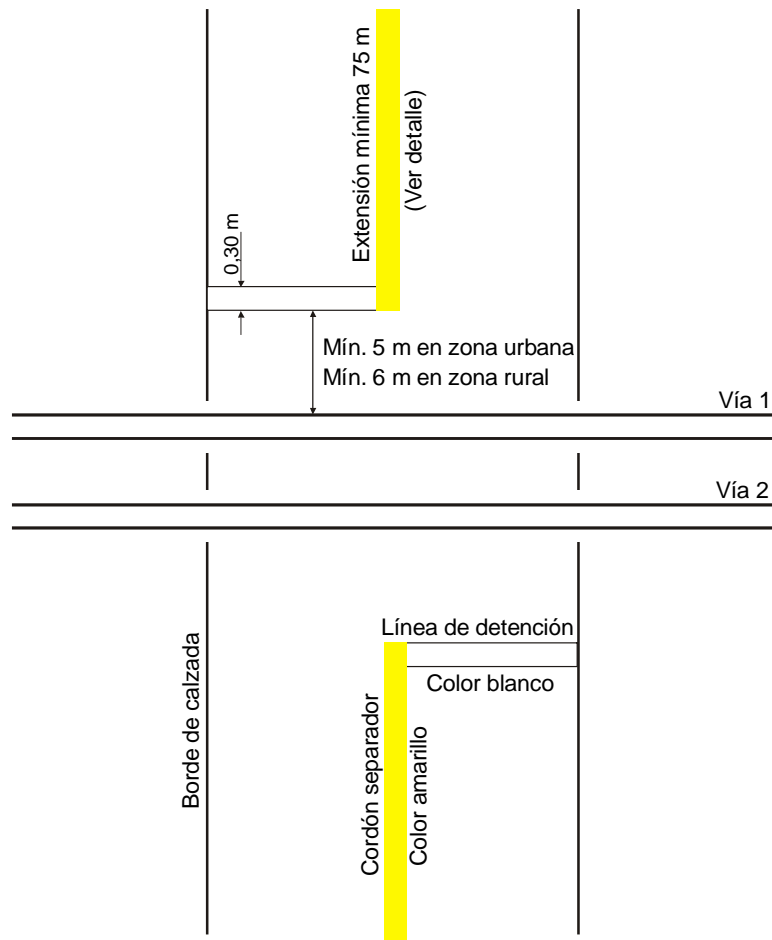 Extensión mínima 75 m
(Ver detalle)
0,30 m
Mín. 5 m en zona urbana
Mín. 6 m en zona rural
Vía 1
Vía 2
Línea de detención
Color blanco
Borde de calzada
Cordón separador
Color amarillo